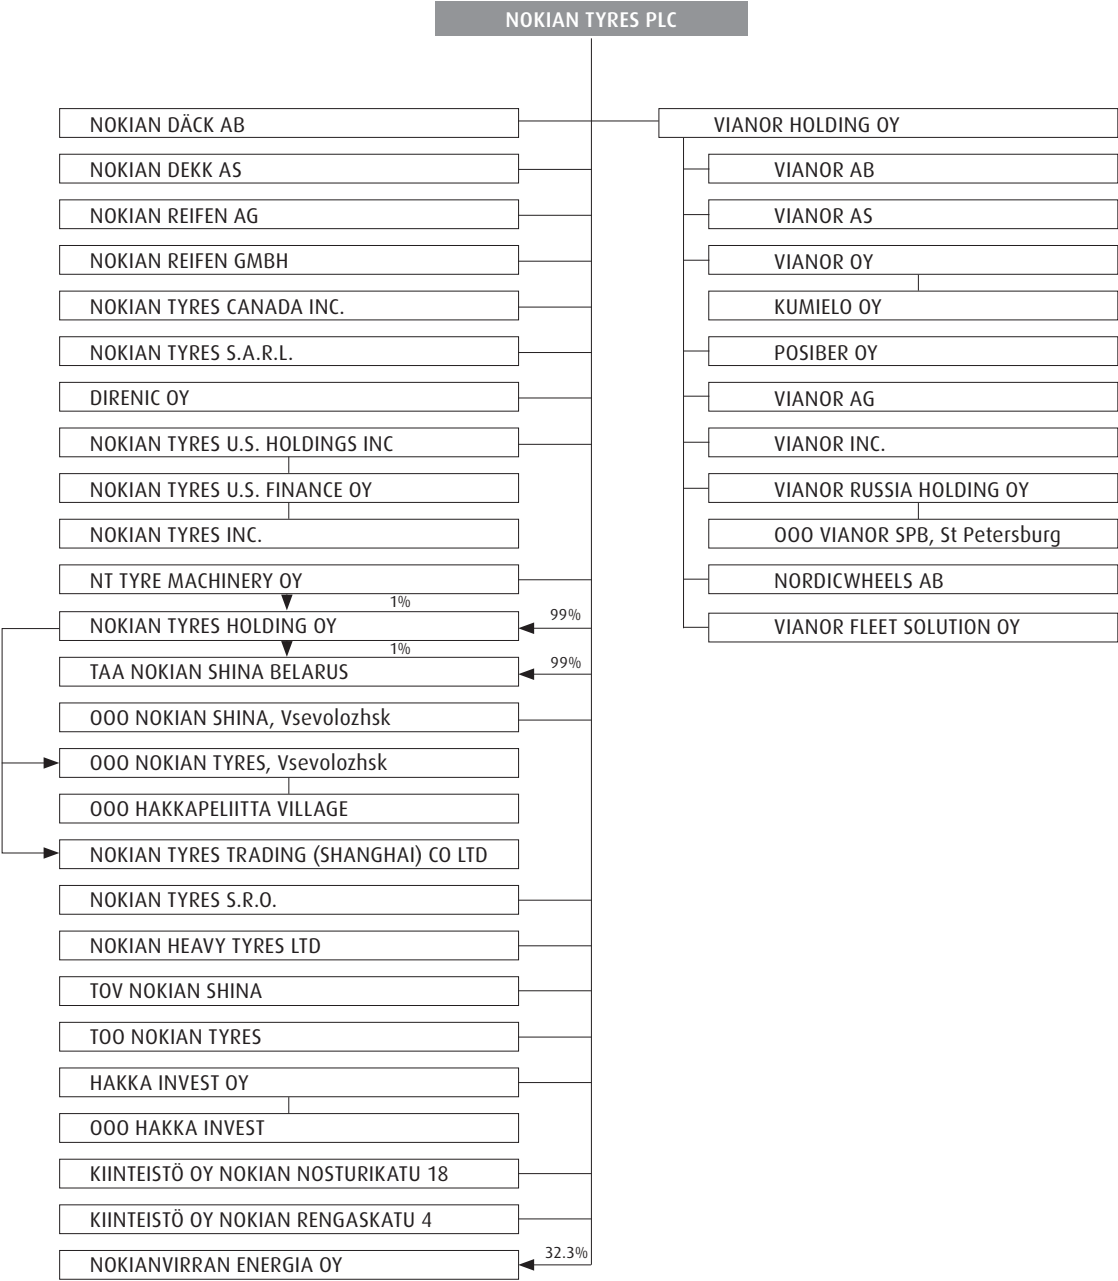 NOKIAN TYRES PLC
NOKIAN DÄCK AB
NOKIAN DEKK AS
NOKIAN REIFEN AG
NOKIAN REIFEN GMBH
NOKIAN TYRES CANADA INC.
NOKIAN TYRES S.A.R.L.
DIRENIC OY
NOKIAN TYRES U.S. HOLDINGS INC
NOKIAN TYRES U.S. FINANCE OY
NOKIAN TYRES INC.
NT TYRE MACHINERY OY
1%
NOKIAN TYRES HOLDING OY
99%
1%
TAA NOKIAN SHINA BELARUS
99%
OOO NOKIAN SHINA, Vsevolozhsk
OOO NOKIAN TYRES, Vsevolozhsk
OOO HAKKAPELIITTA VILLAGE
NOKIAN TYRES TRADING (SHANGHAI) CO LTD
NOKIAN TYRES S.R.O.
NOKIAN HEAVY TYRES LTD
TOV NOKIAN SHINA
TOO NOKIAN TYRES
HAKKA INVEST OY
OOO HAKKA INVEST
KIINTEISTÖ OY NOKIAN NOSTURIKATU 18
KIINTEISTÖ OY NOKIAN RENGASKATU 4
NOKIANVIRRAN ENERGIA OY
32.3%
VIANOR HOLDING OY
VIANOR AB
VIANOR AS
VIANOR OY
KUMIELO OY
POSIBER OY
VIANOR AG
VIANOR INC.
VIANOR RUSSIA HOLDING OY
OOO VIANOR SPB, St Petersburg
NORDICWHEELS AB
VIANOR FLEET SOLUTION OY